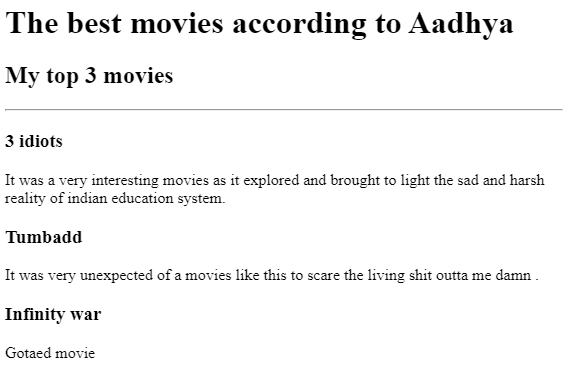 The best movies according to Aadhya
My top 3 movies
3 idiots
It was a very interesting movies as it explored and brought to light the sad and harsh
reality of indian education system.
Tumbadd
It was very unexpected of a movies like this to scare the living shit outta me damn .
Infinity war
Gotaed movie